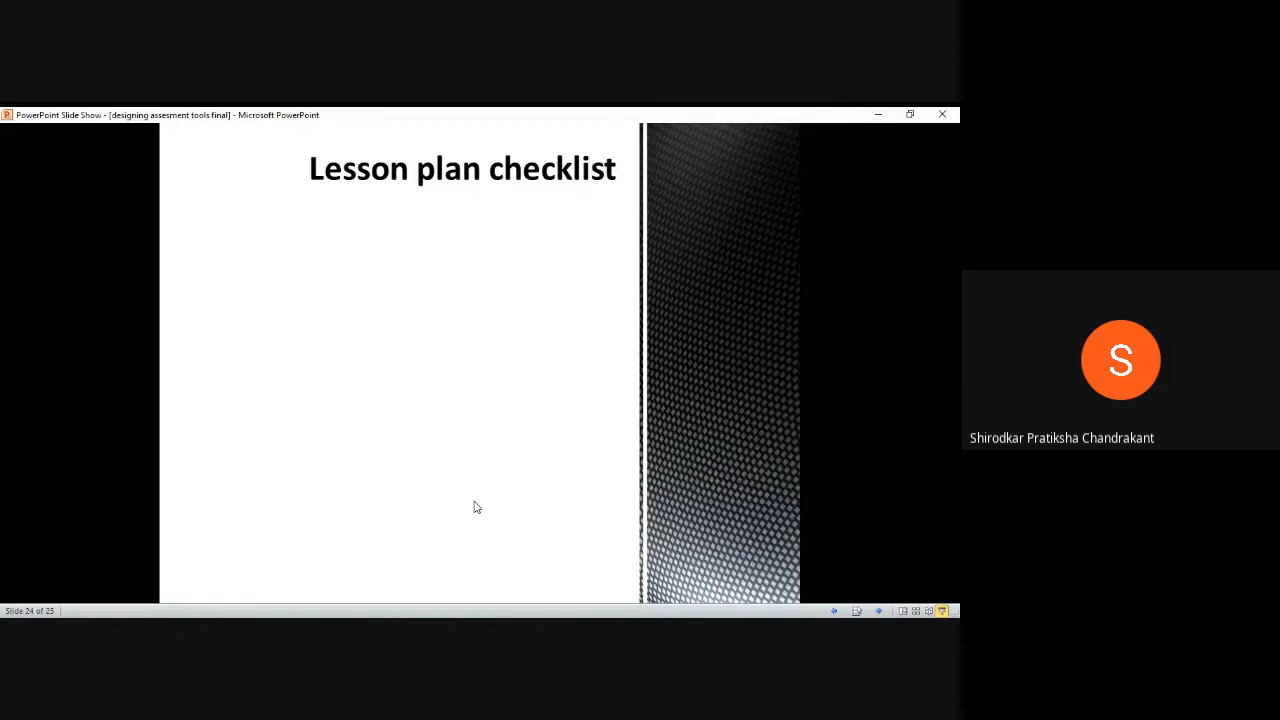 PowerPoint Slide Show - [designing assesment tools final] - Microsoft PowerPoint
Lesson plan checklist
S
Shirodkar Pratiksha Chandrakant
Slide 24 of 25